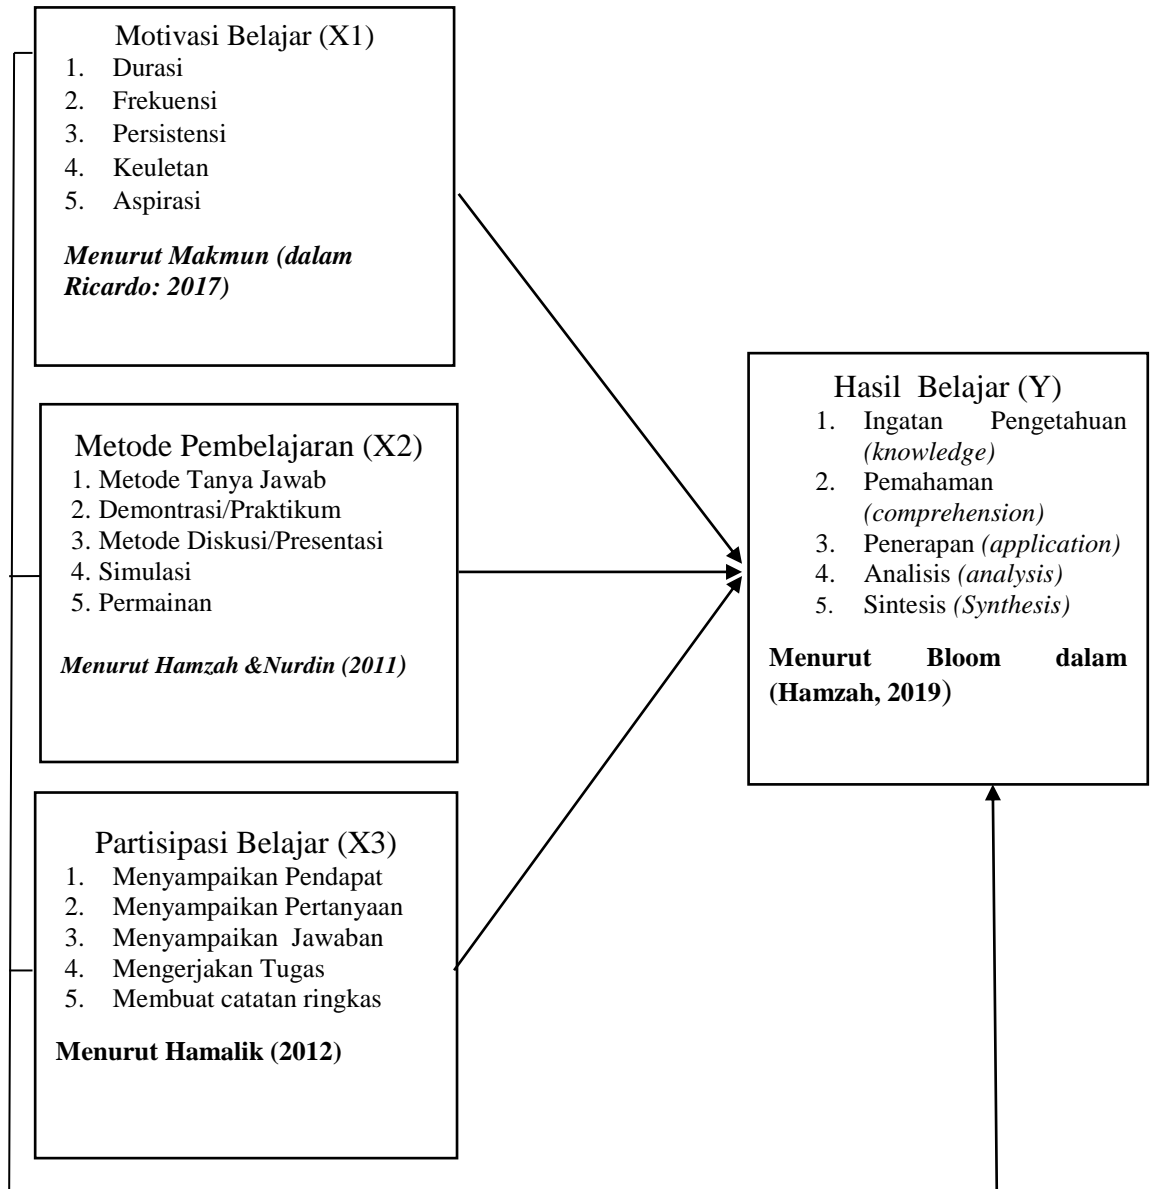 Motivasi Belajar (X1)
1. Durasi
2. Frekuensi
3. Persistensi
4. Keuletan
5. Aspirasi
Menurut Makmun (dalam
Ricardo: 2017)
Metode Pembelajaran (X2)
1. Metode Tanya Jawab
2. Demontrasi/Praktikum
3. Metode Diskusi/Presentasi
4. Simulasi
5. Permainan
Menurut Hamzah &Nurdin (2011)
Partisipasi Belajar (X3)
1. Menyampaikan Pendapat
2. Menyampaikan Pertanyaan
3. Menyampaikan Jawaban
4. Mengerjakan Tugas
5. Membuat catatan ringkas
Menurut Hamalik (2012)
Hasil Belajar (Y)
1. Ingatan Pengetahuan
(knowledge)
2. Pemahaman
(comprehension)
3. Penerapan (application)
4. Analisis (analysis)
5. Sintesis (Synthesis)
Menurut Bloom dalam
(Hamzah, 2019)